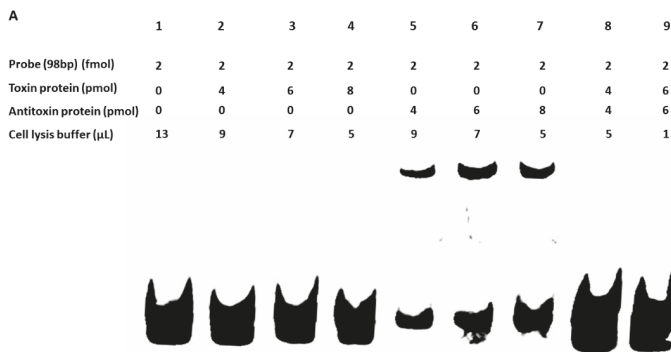 A
1 2 3 4 5 6 7 8 9
Probe (98bp) (fmol) 2 2 2 2 2 2 2 2 2
Toxin protein (pmol) 0 4 6 8 0 0 0 4 6
Antitoxin protein (pmol) 0 0 0 0 4 6 8 4 6
Cell lysis buffer (µL) 13 9 7 5 9 7 5 5 1